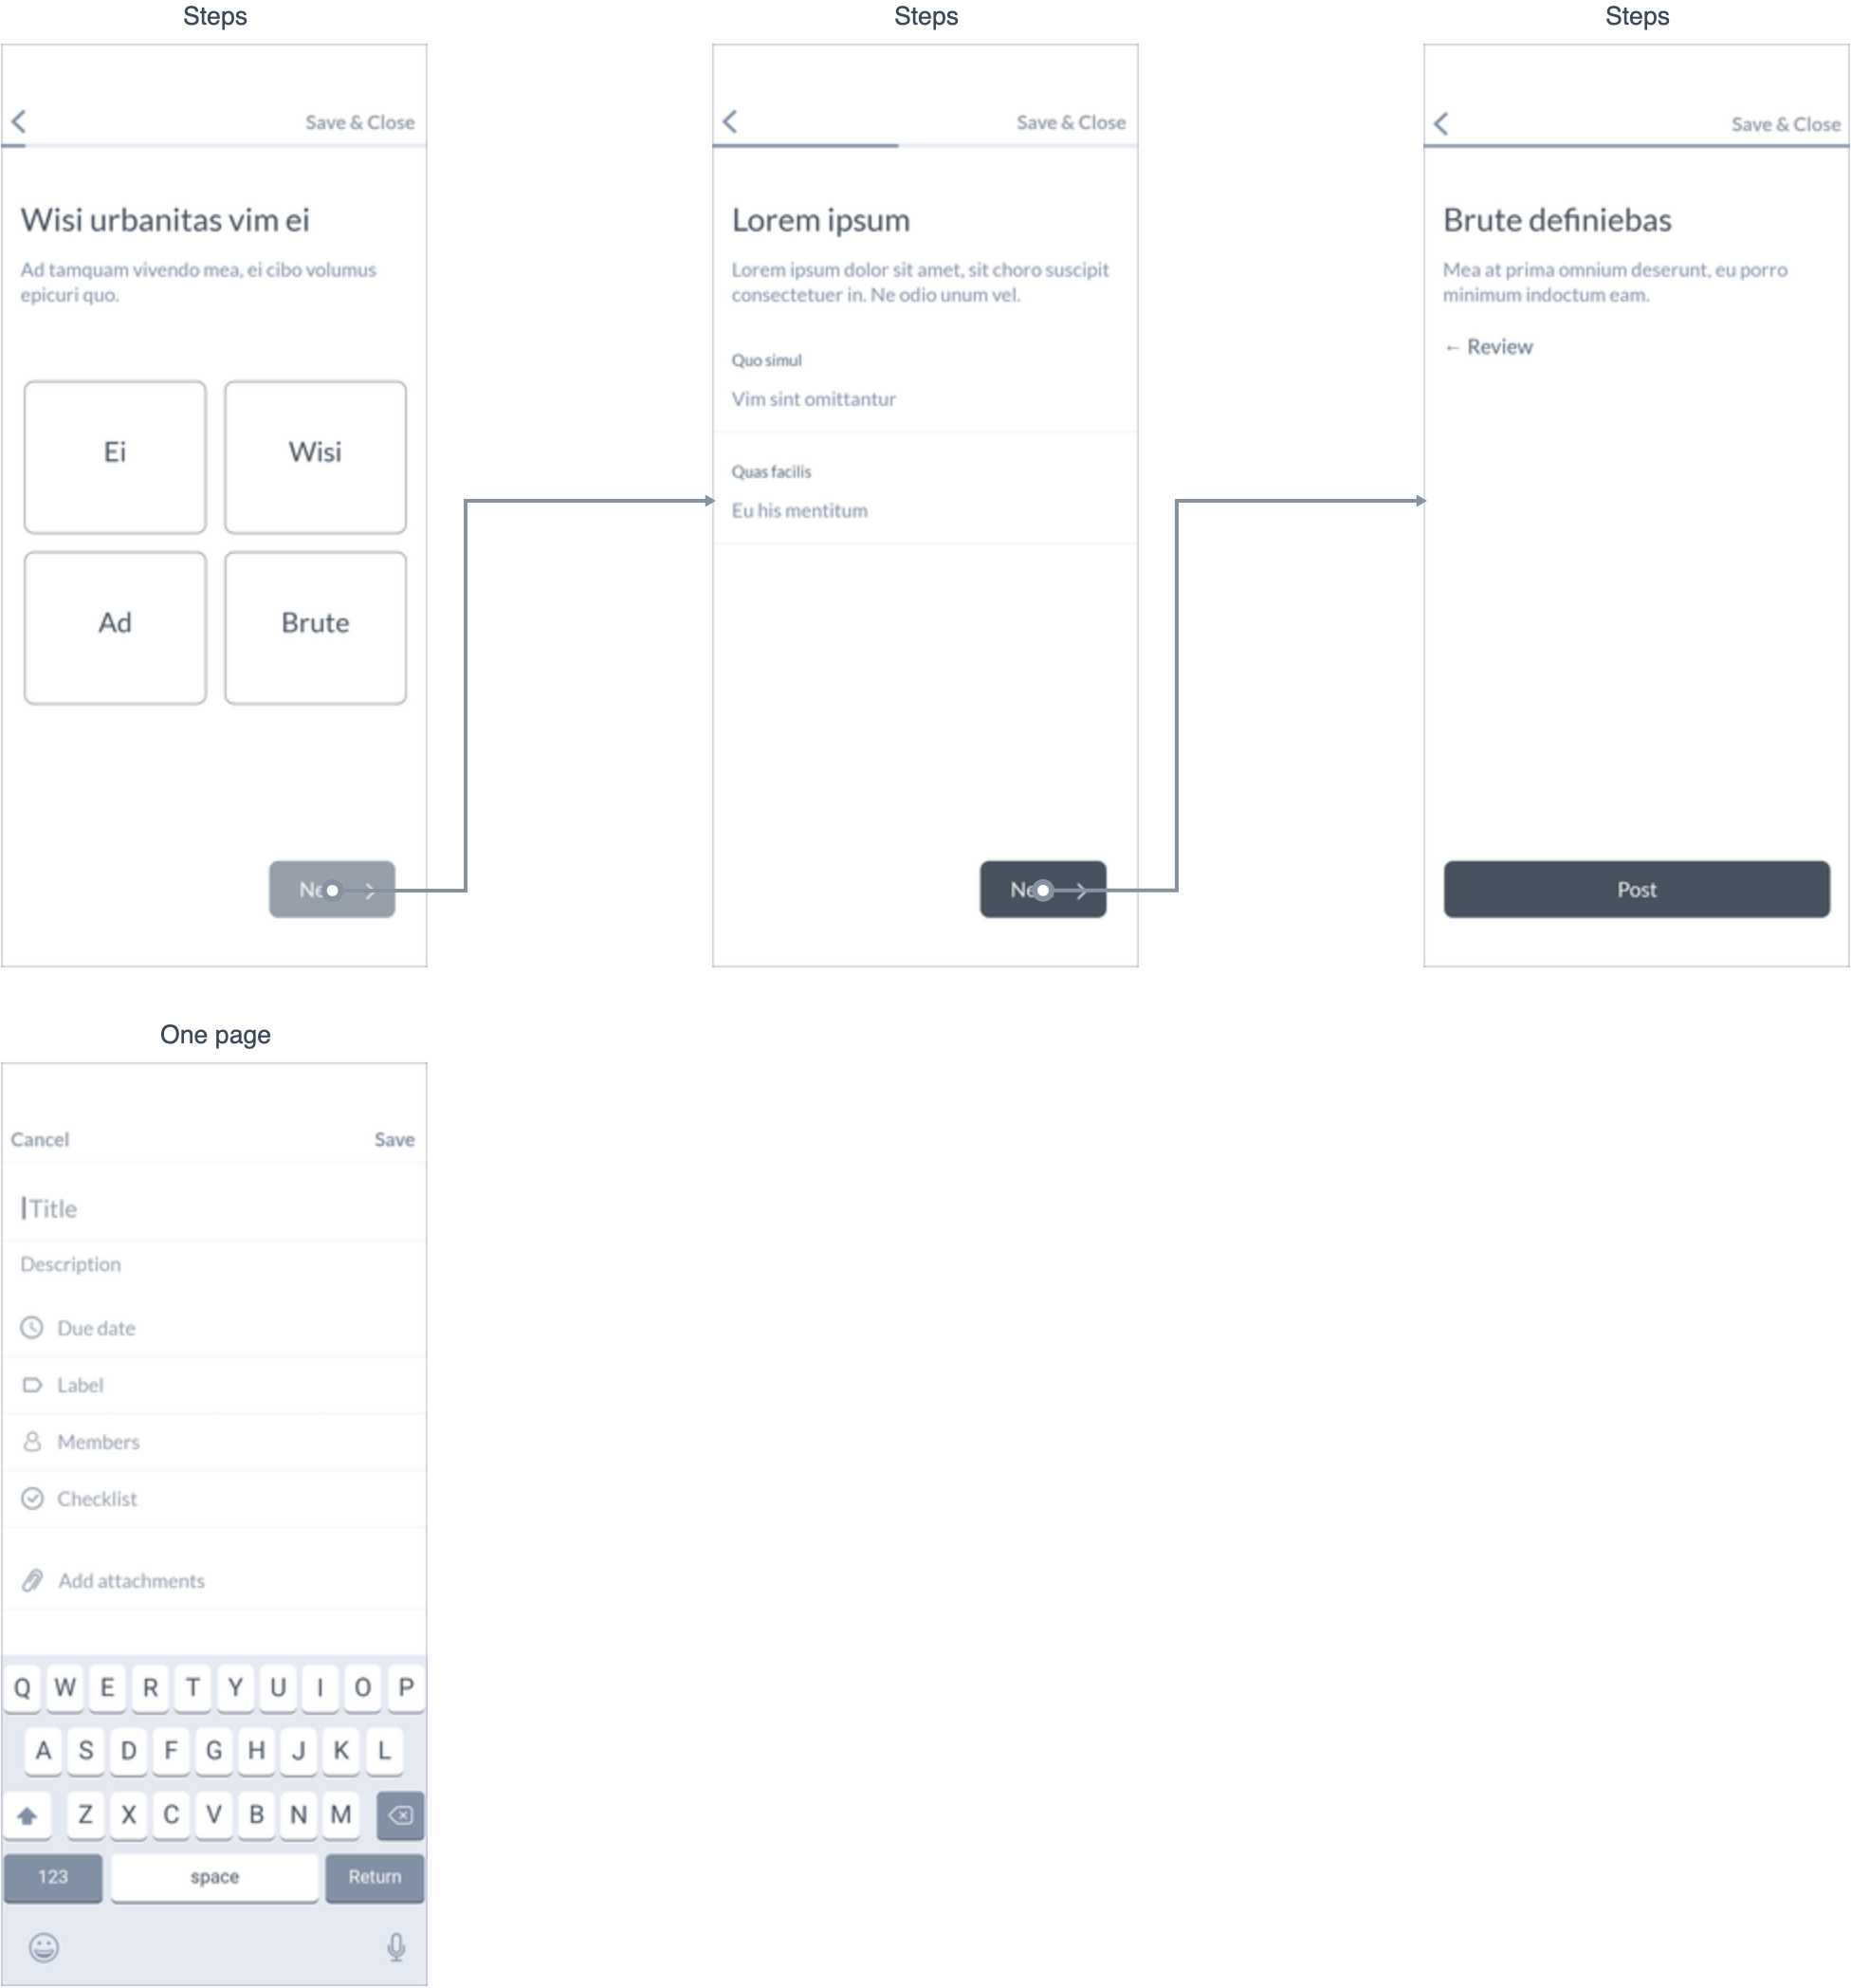 Steps
Save & Close
Wisi urbanitas vim ei
Ad tamquam vivendo mea, ei cibo volumus
epicuri quo.
Ei
Wisi
Ad
Brute
Steps
Save & Close
Lorem ipsum
Lorem ipsum dolor sit amet, sit choro suscipit
consectetuer in. Ne odio unum vel.
Quo simul
Vim sint omittantur
Quas facilis
Eu his mentitum
Steps
Save & Close
Brute definiebas
Mea at prima omnium deserunt, eu porro
minimum indoctum eam.
← Review
Post
One page
Cancel
Save
Title
Description
Due date
Label
Members
Checklist
Add attachments
Q W E R T Y U I O P
A S D F G H J K L
Z X C V B N M
123 space Return